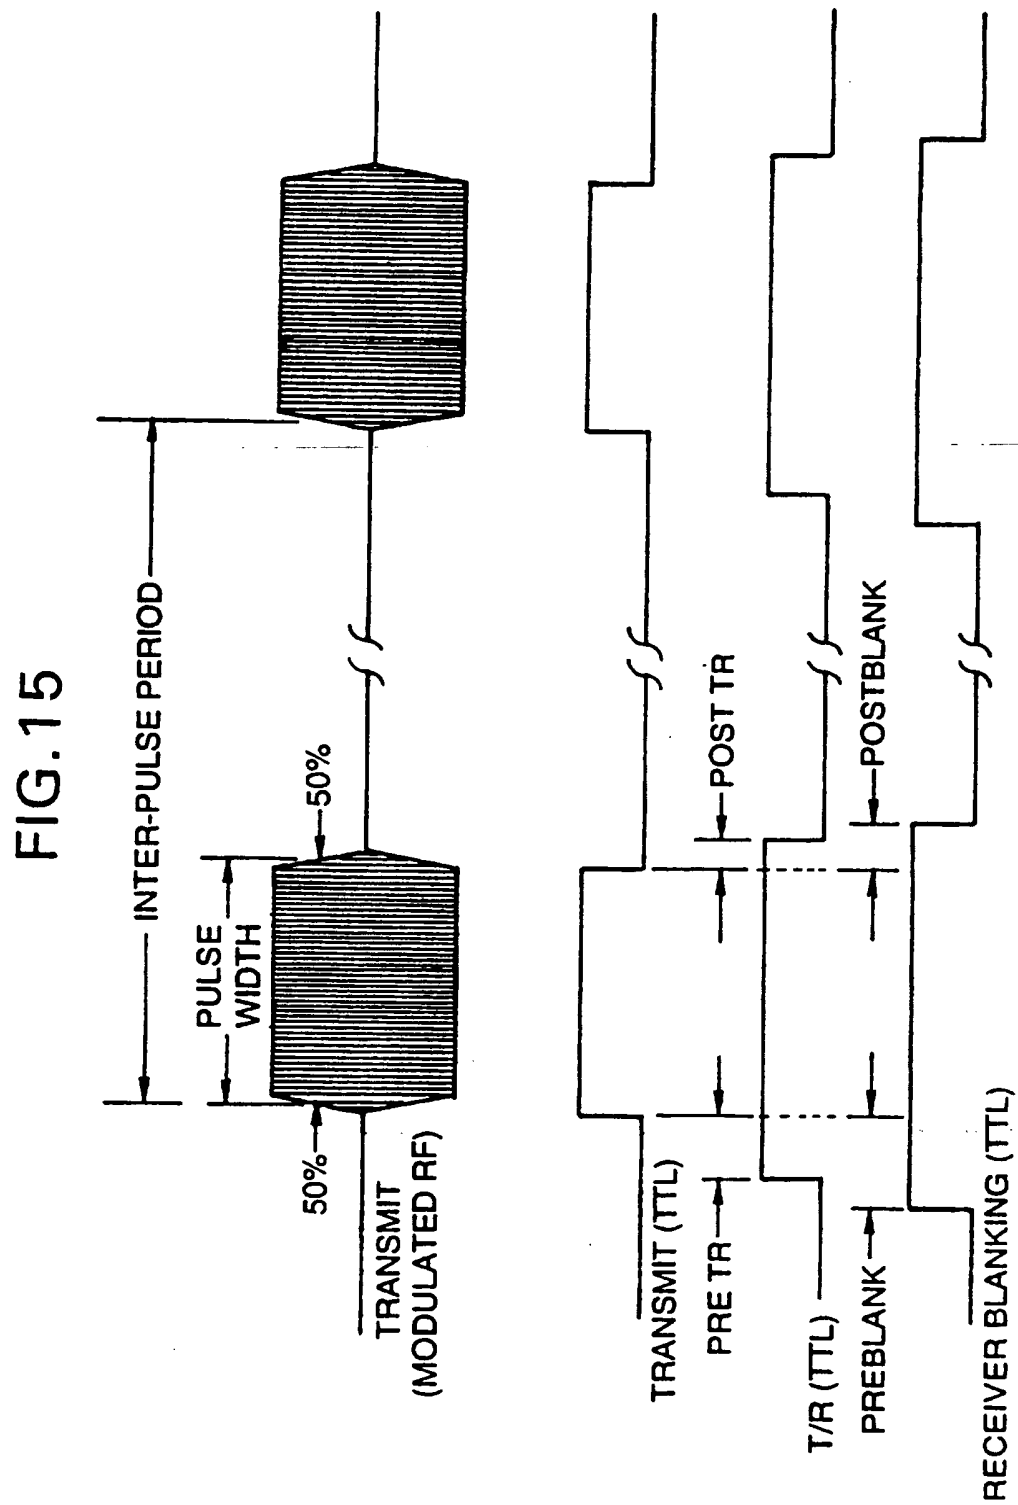 FIG.15
INTER-PULSE PERIOD
PULSE
WIDTH
50%
50%
TRANSMIT
(MODULATED RF)
TRANSMIT (TTL)
PRE TR
POST TR
T/R (TTL)
PREBLANK
POSTBLANK
RECEIVER BLANKING (TTL)